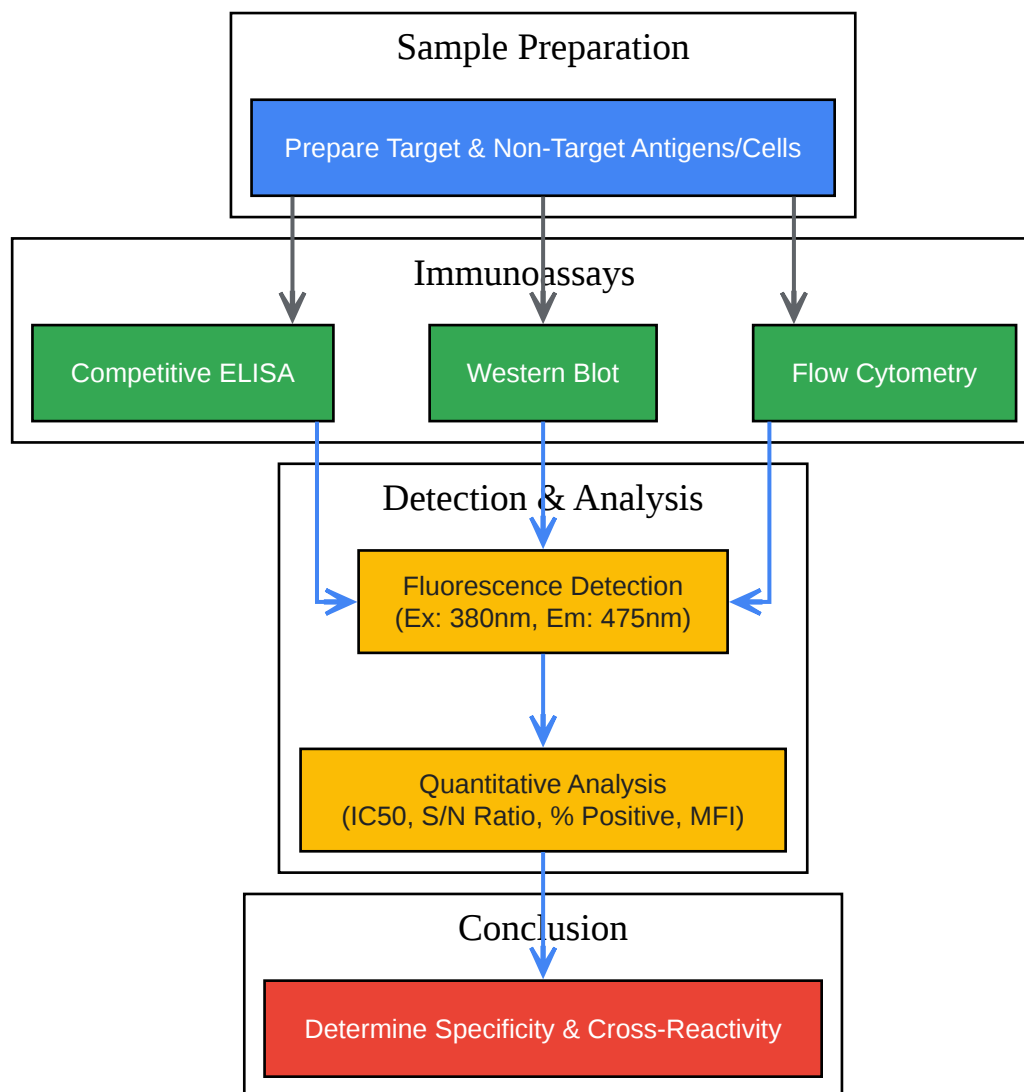 Sample Preparation
Prepare Target & Non-Target Antigens/Cells
Immunoassays
Competitive ELISA
Western Blot
Flow Cytometry
Detection & Analysis
Fluorescence Detection
(Ex: 380nm, Em: 475nm)
Quantitative Analysis
(IC50, S/N Ratio, % Positive, MFI)
Conclusion
Determine Specificity & Cross-Reactivity